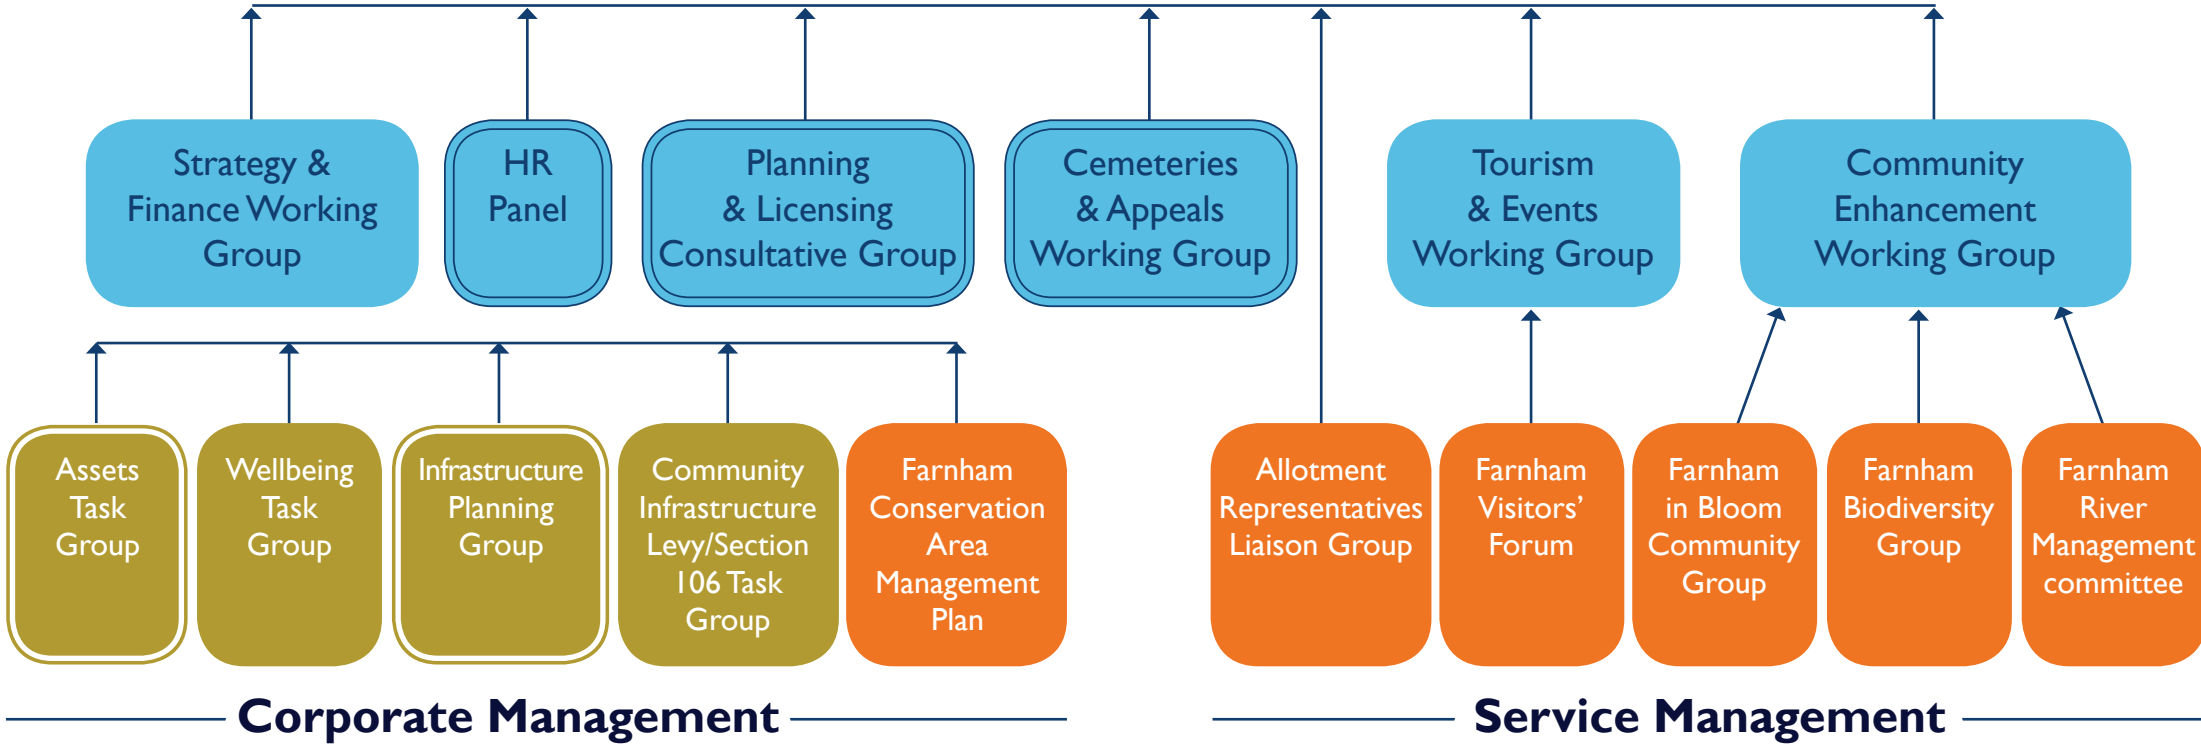 Strategy &
Finance Working
Group
HR
Panel
Planning
& Licensing
Consultative Group
Cemeteries
& Appeals
Working Group
Tourism
& Events
Working Group
Community
Enhancement
Working Group
Assets
Task
Group
Wellbeing
Task
Group
Infrastructure
Planning
Group
Community
Infrastructure
Levy/Section
106 Task
Group
Farnham
Conservation
Area
Management
Plan
Allotment
Representatives
Liaison Group
Farnham
Visitors’
Forum
Farnham
in Bloom
Community
Group
Farnham
Biodiversity
Group
Farnham
River
Management
committee
Corporate Management
Service Management